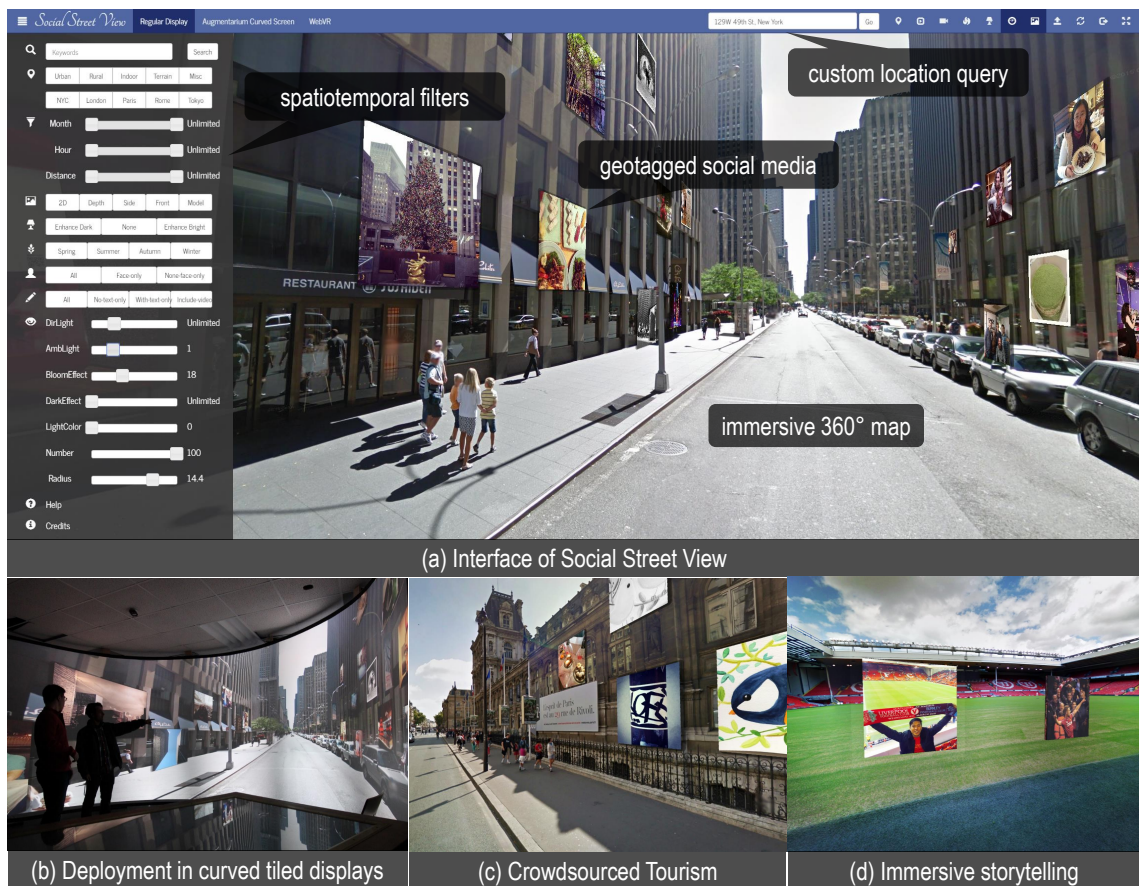 Social Street View Regular Display Augmentarium Curved Screen WebVR 129W 49th St, New York Go
Keywords Search
Urban Rural Indoor Terrain Misc
NYC London Paris Rome Tokyo
Month Unlimited
Hour Unlimited
Distance Unlimited
2D Depth Side Front Model
Enhance Dark None Enhance Bright
Spring Summer Autumn Winter
All Face-only None-face-only
All No-text-only With-text-only Include-video
DirLight Unlimited
AmbLight 1
BloomEffect 18
DarkEffect Unlimited
LightColor 0
Number 100
Radius 14.4
Help
Credits
spatiotemporal filters
custom location query
geotagged social media
immersive 360° map
RESTAURANT
(a) Interface of Social Street View
LIVERPOOL
(b) Deployment in curved tiled displays
(c) Crowdsourced Tourism
(d) Immersive storytelling